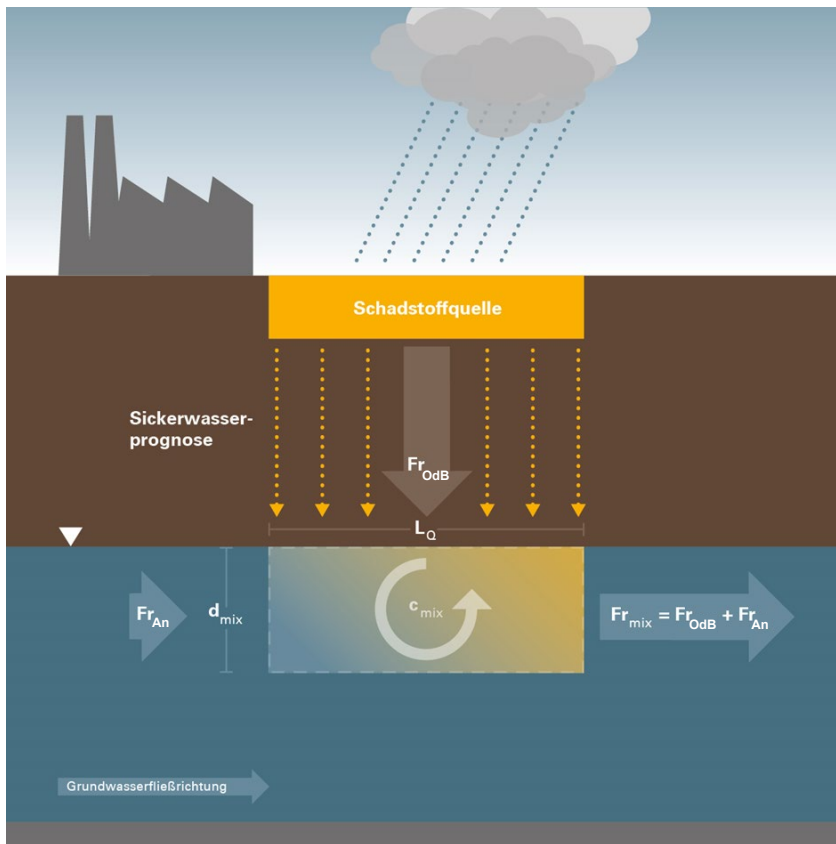 Schadstoffquelle
Sickerwasser-
prognose
Fr OdB
L Q
Fr An
d mix
c mix
Fr mix = Fr OdB + Fr An
Grundwasserfließrichtung